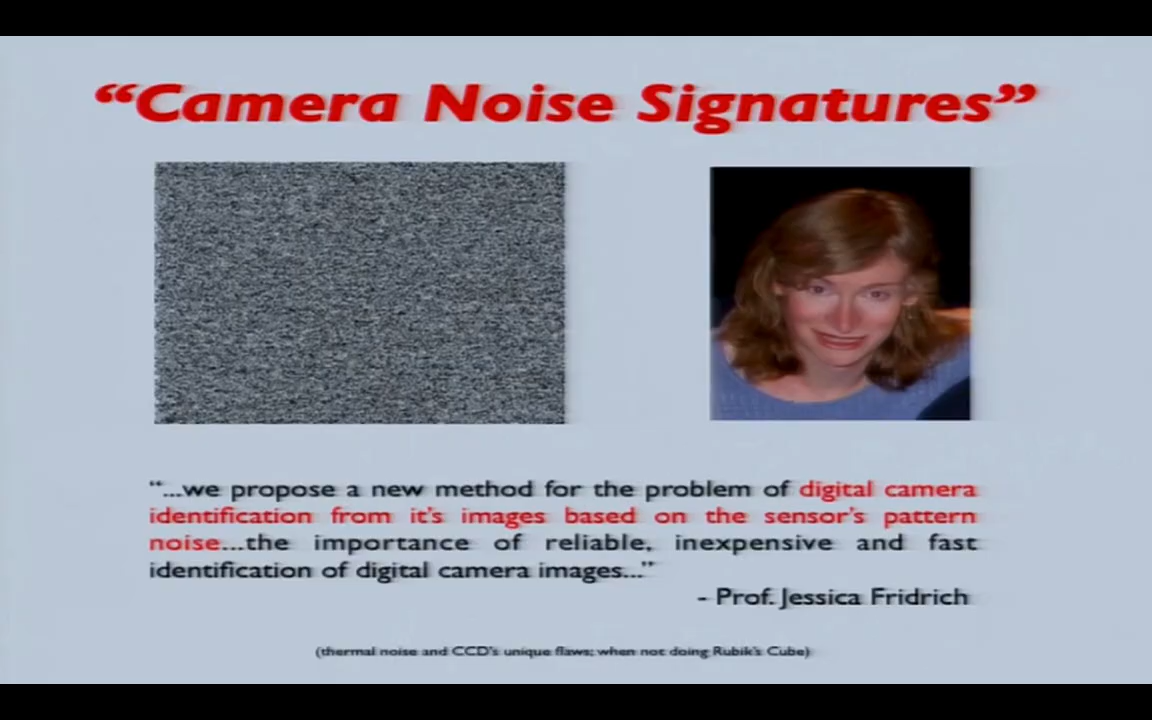 “Camera Noise Signatures”
“...we propose a new method for the problem of digital camera
identification from it’s images based on the sensor’s pattern
noise...the importance of reliable, inexpensive and fast
identification of digital camera images...”
- Prof. Jessica Fridrich
(thermal noise and CCD’s unique flaws; when not doing Rubik’s Cube)